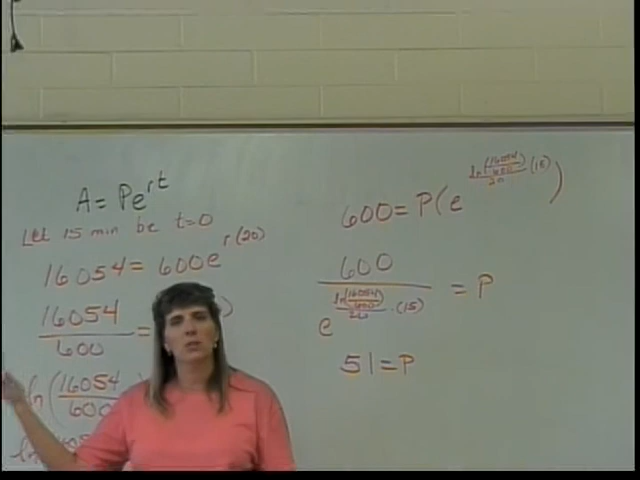 A = Pe^rt
Let 15 min be t=0
16054 = 600e^r(20)
16054/600 =
ln(16054/600
600 = P(e^(ln(16054/600)/20 (15)))
600/e^(ln(16054/600)/20 · (15)) = P
51 = P